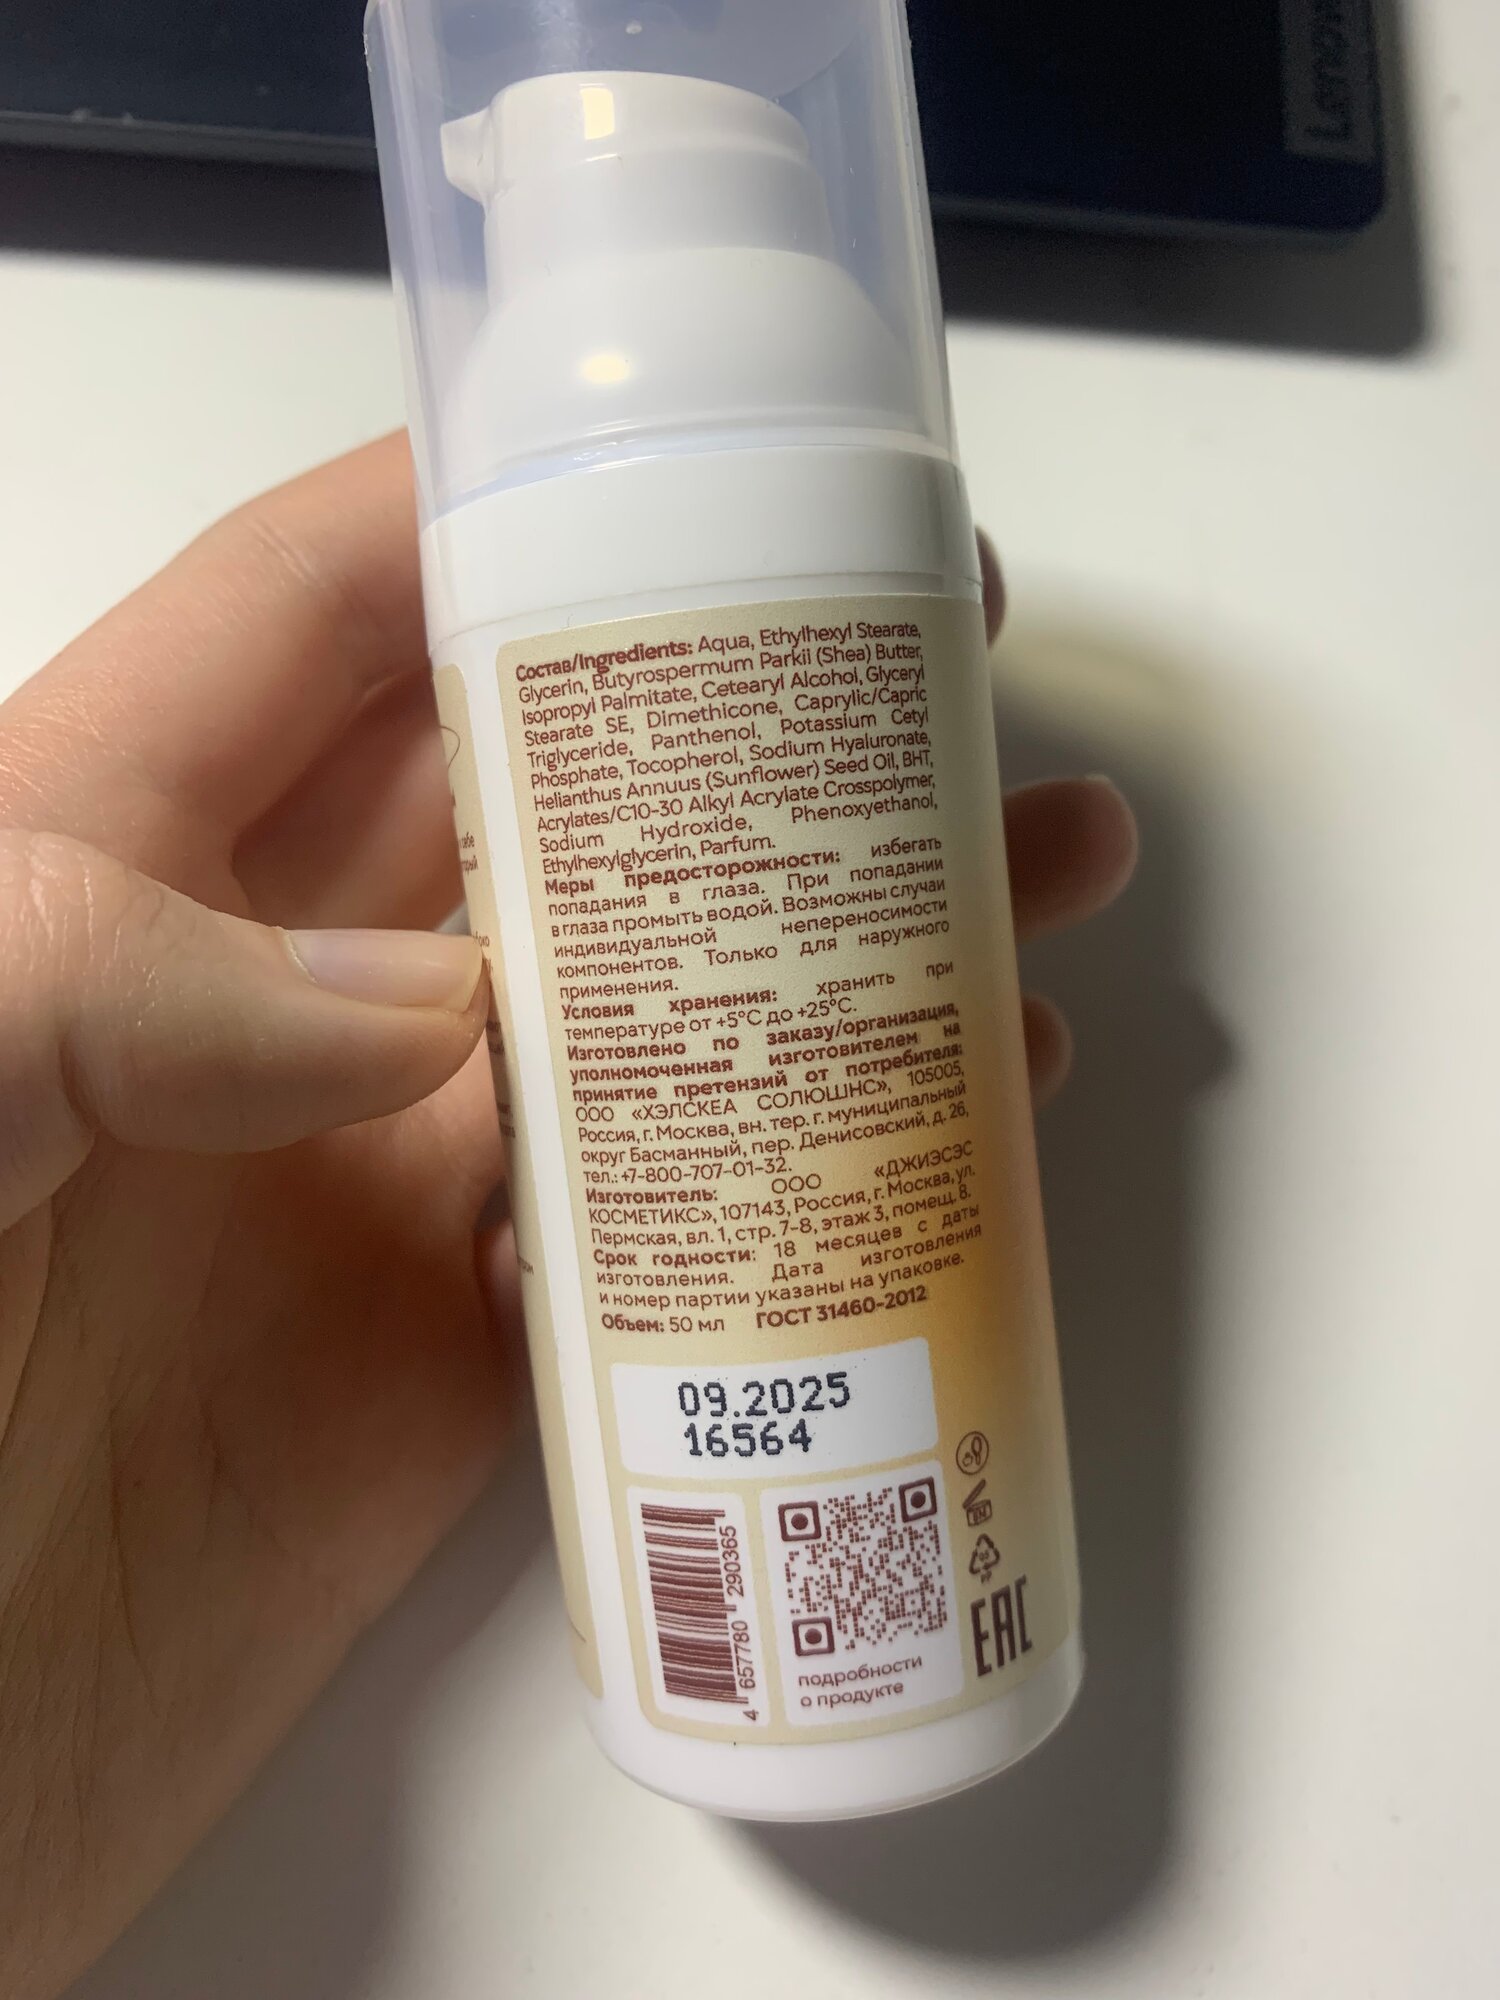 Lenovo
Состав/Ingredients: Aqua, Ethylhexyl Stearate,
Glycerin, Butyrospermum Parkii (Shea) Butter,
Isopropyl Palmitate, Cetearyl Alcohol, Glyceryl
Stearate SE, Dimethicone, Caprylic/Capric
Triglyceride, Panthenol, Potassium Cetyl
Phosphate, Tocopherol, Sodium Hyaluronate,
Helianthus Annuus (Sunflower) Seed Oil, BHT,
Acrylates/C10-30 Alkyl Acrylate Crosspolymer,
Sodium Hydroxide, Phenoxyethanol,
Ethylhexylglycerin, Parfum.
Меры предосторожности: избегать
попадания в глаза. При попадании
в глаза промыть водой. Возможны случаи
индивидуальной непереносимости
компонентов. Только для наружного
применения.
Условия хранения: хранить при
температуре от +5°C до +25°C.
Изготовлено по заказу/организация,
уполномоченная изготовителем на
принятие претензий от потребителя:
ООО «ХЭЛСКЕА СОЛЮШНС», 105005,
Россия, г. Москва, вн. тер. г. муниципальный
округ Басманный, пер. Денисовский, д. 26,
тел.: +7-800-707-01-32.
Изготовитель: ООО «ДЖИЭСЭС
КОСМЕТИКС», 107143, Россия, г. Москва, ул.
Пермская, вл. 1, стр. 7-8, этаж 3, помещ. 8.
Срок годности: 18 месяцев с даты
изготовления. Дата изготовления
и номер партии указаны на упаковке.
Объем: 50 мл ГОСТ 31460-2012
09.2025
16564
4 657780 290365
подробности
о продукте
PP
EAC